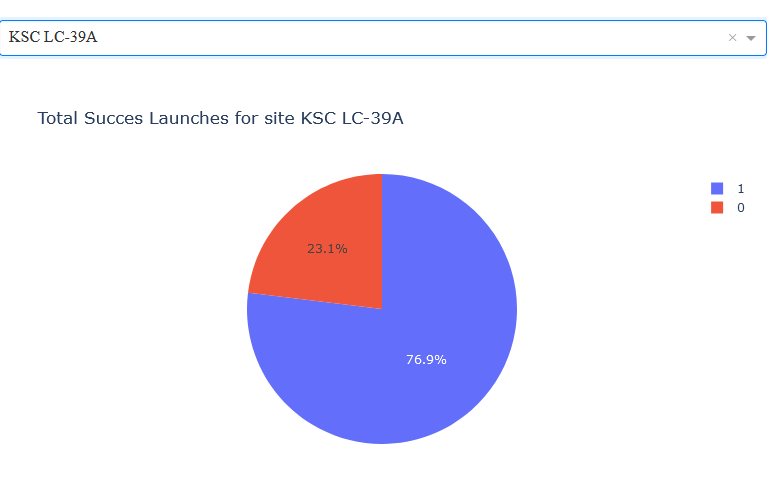 KSC LC-39A
Total Succes Launches for site KSC LC-39A
1
0
23.1%
76.9%